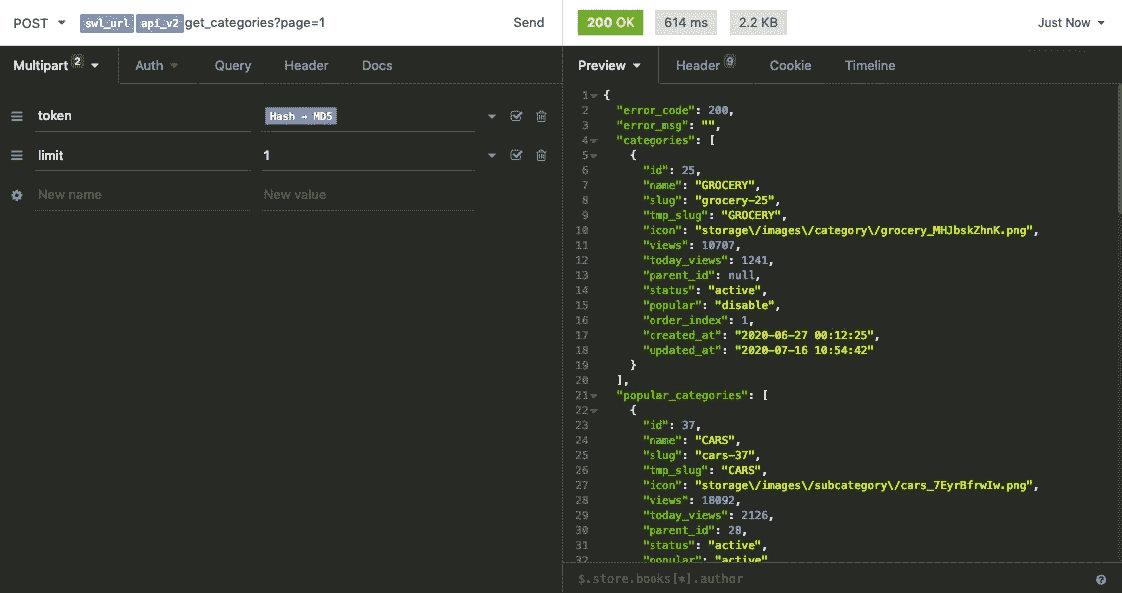 POST swl_url api_v2 get_categories?page=1 Send 200 OK 614 ms 2.2 KB Just Now
Multipart 2 Auth Query Header Docs
token Hash → MD5
limit 1
New name New value
Preview Header 9 Cookie Timeline
1 {
2 "error_code": 200,
3 "error_msg": "",
4 "categories": [
5 {
6 "id": 25,
7 "name": "GROCERY",
8 "slug": "grocery-25",
9 "tmp_slug": "GROCERY",
10 "icon": "storage\/images\/category\/grocery_MHJbskZhnK.png",
11 "views": 10707,
12 "today_views": 1241,
13 "parent_id": null,
14 "status": "active",
15 "popular": "disable",
16 "order_index": 1,
17 "created_at": "2020-06-27 00:12:25",
18 "updated_at": "2020-07-16 10:54:42"
19 }
20 ],
21 "popular_categories": [
22 {
23 "id": 37,
24 "name": "CARS",
25 "slug": "cars-37",
26 "tmp_slug": "CARS",
27 "icon": "storage\/images\/subcategory\/cars_7EyrBfrwIw.png",
28 "views": 18092,
29 "today_views": 2126,
30 "parent_id": 28,
31 "status": "active",
32 "popular": "active"
$.store.books[*].author